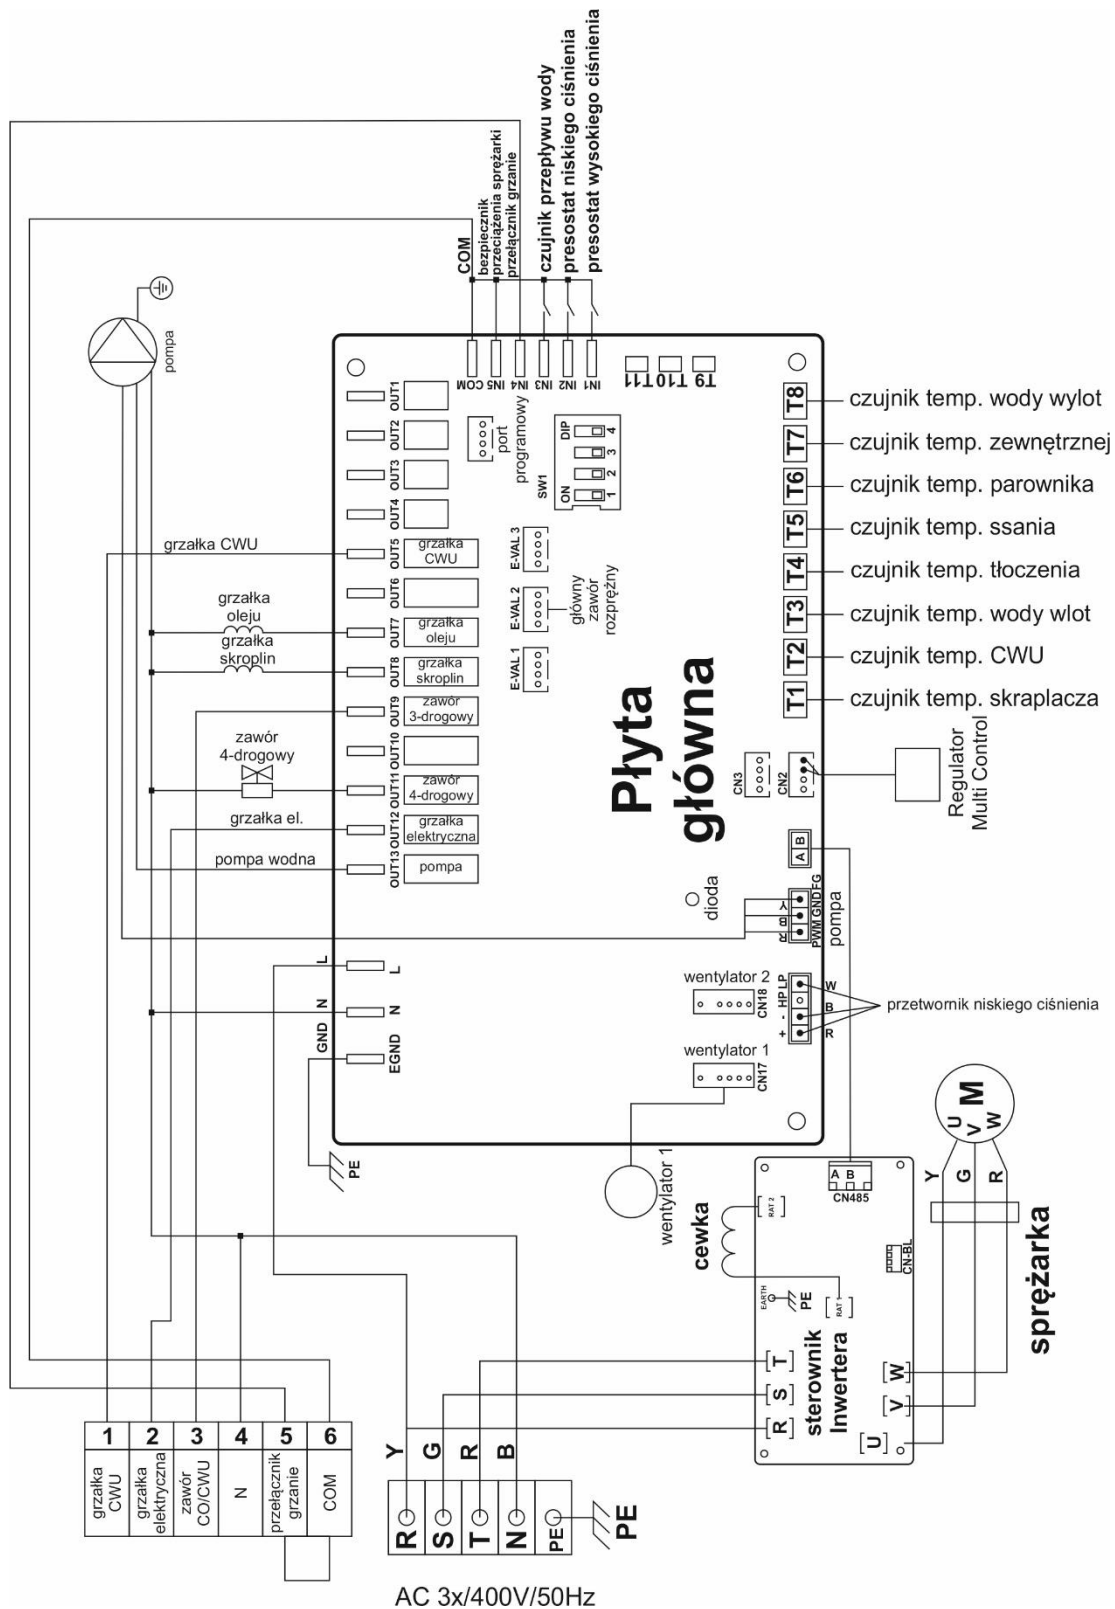 COM
bezpiecznik
przeciążenia sprężarki
przełącznik grzanie
czujnik przepływu wody
presostat niskiego ciśnienia
presostat wysokiego ciśnienia
pompa
COM
IN5
IN4
IN3
IN2
IN1
T11
T10
T9
OUT1
OUT2
OUT3
OUT4
OUT5
OUT6
OUT7
OUT8
OUT9
OUT10
OUT11
OUT12
OUT13
port
programowy
SW1
DIP
ON
1
2
3
4
grzałka CWU
grzałka
CWU
grzałka
oleju
grzałka
oleju
grzałka
skroplin
grzałka
skroplin
zawór
3-drogowy
zawór
4-drogowy
zawór
4-drogowy
grzałka el.
grzałka
elektryczna
pompa wodna
pompa
E-VAL 3
E-VAL 2
E-VAL 1
główny
zawór
rozprężny
T8
czujnik temp. wody wylot
T7
czujnik temp. zewnętrznej
T6
czujnik temp. parownika
T5
czujnik temp. ssania
T4
czujnik temp. tłoczenia
T3
czujnik temp. wody wlot
T2
czujnik temp. CWU
T1
czujnik temp. skraplacza
Płyta
główna
CN3
CN2
Regulator
Multi Control
A B
dioda
Y
B
R
PWM GND FG
pompa
L
L
N
N
GND
EGND
PE
wentylator 2
CN18
wentylator 1
CN17
+ - HP LP
W
B
R
przetwornik niskiego ciśnienia
wentylator 1
M
U
V
W
Y
G
R
sprężarka
A B
CN485
CN-BL
cewka
RAT 2
RAT 1
EARTH
PE
sterownik
Inwertera
T
S
R
W
V
U
1
2
3
4
5
6
grzałka
CWU
grzałka
elektryczna
zawór
CO/CWU
N
przełącznik
grzanie
COM
Y
G
R
B
R
S
T
N
PE
PE
AC 3x/400V/50Hz